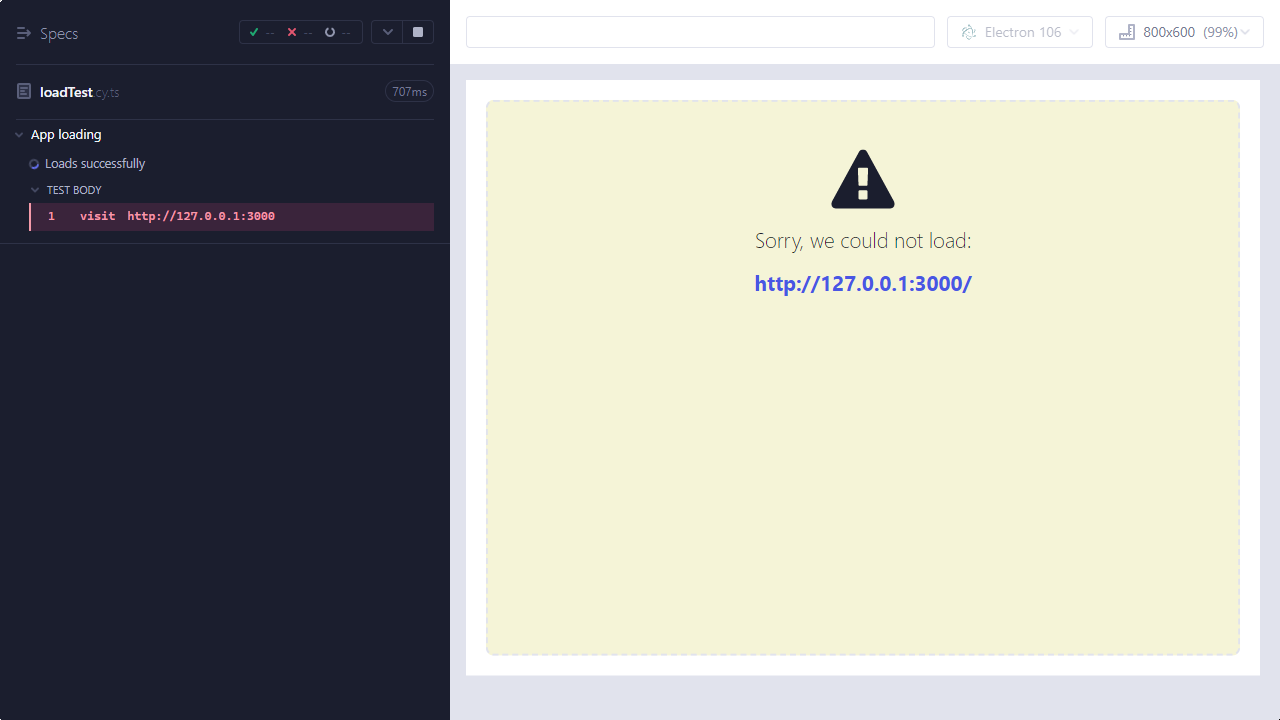 Specs
--
--
--
loadTest.cy.ts
707ms
App loading
Loads successfully
TEST BODY
1 visit http://127.0.0.1:3000
Electron 106
800x600 (99%)
Sorry, we could not load:
http://127.0.0.1:3000/